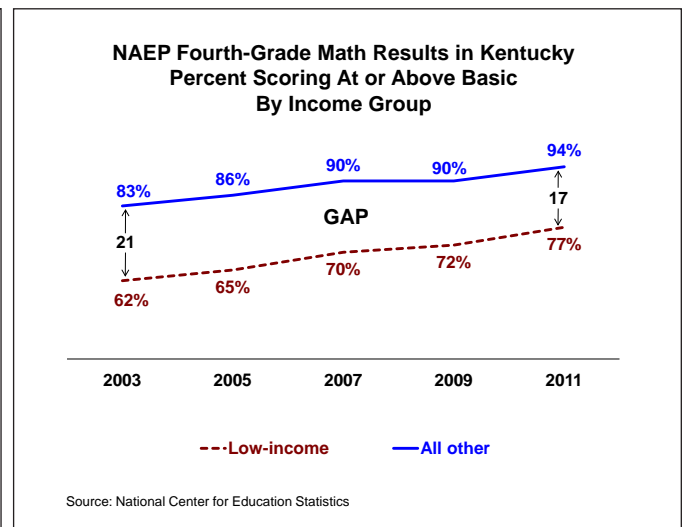 NAEP Fourth-Grade Math Results in Kentucky
Percent Scoring At or Above Basic
By Income Group
83%
86%
90%
90%
94%
21
GAP
17
62%
65%
70%
72%
77%
2003
2005
2007
2009
2011
Low-income
All other
Source: National Center for Education Statistics